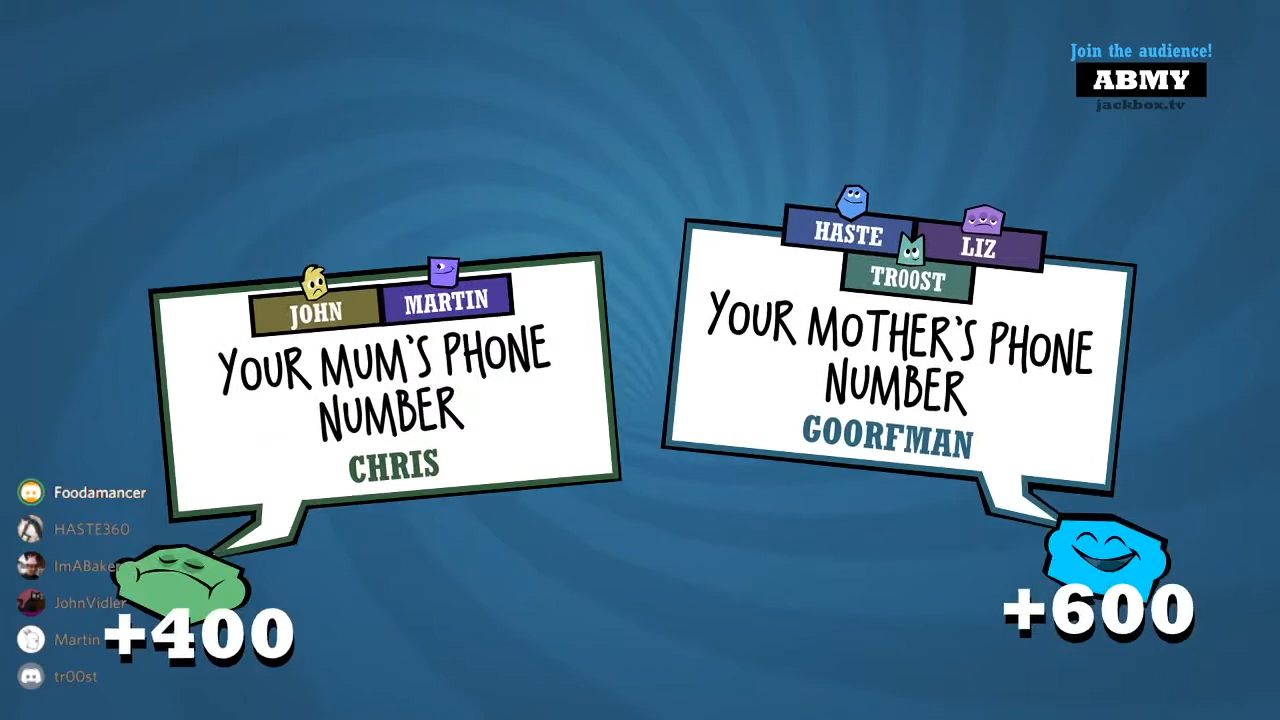 Join the audience!
ABMY
jackbox.tv
JOHN
MARTIN
YOUR MUM'S PHONE
NUMBER
CHRIS
HASTE
LIZ
TROOST
YOUR MOTHER'S PHONE
NUMBER
GOORFMAN
Foodamancer
HASTE360
ImABaker
JohnVidler
Martin
tr00st
+400
+600